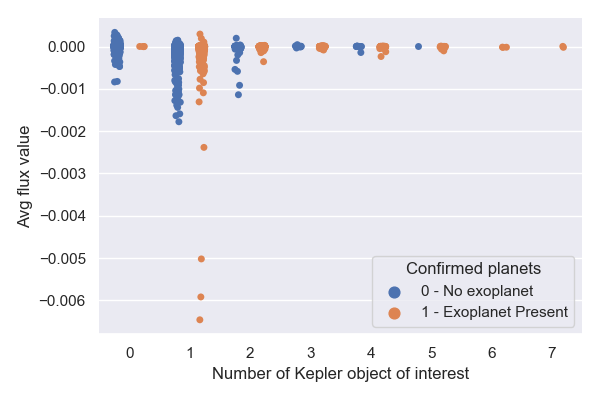 0.000
−0.001
−0.002
−0.003
−0.004
−0.005
−0.006
Avg flux value
0 1 2 3 4 5 6 7
Number of Kepler object of interest
Confirmed planets
0 - No exoplanet
1 - Exoplanet Present